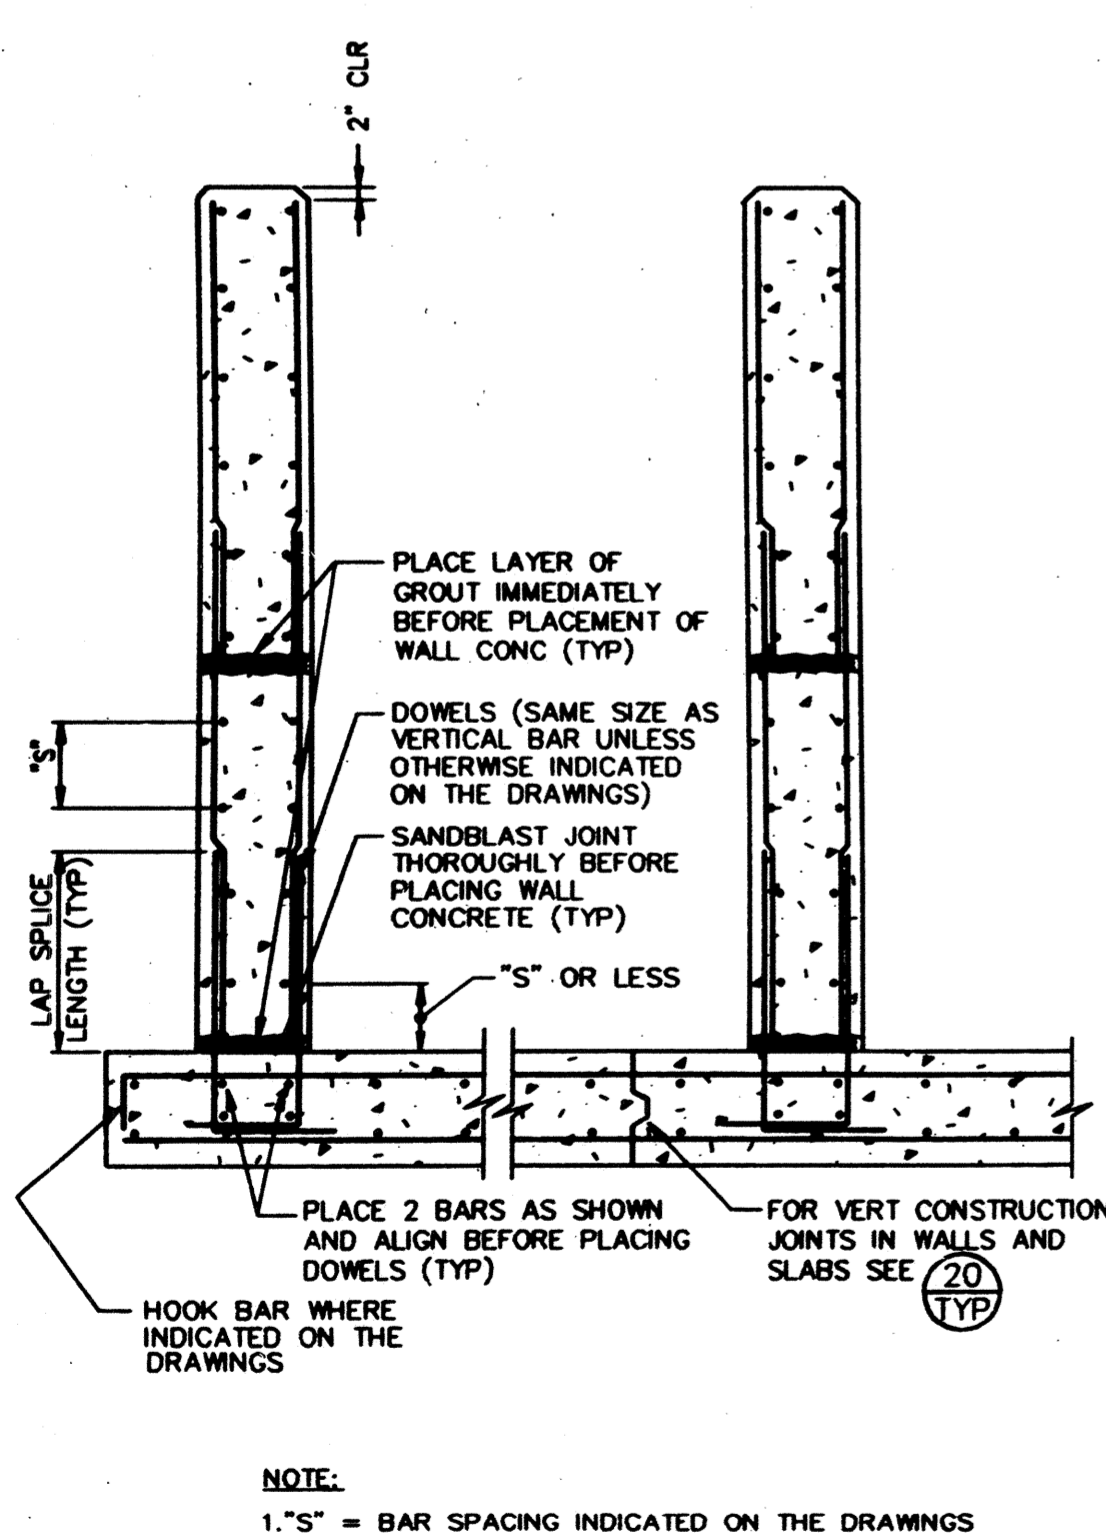 2" CLR
PLACE LAYER OF
GROUT IMMEDIATELY
BEFORE PLACEMENT OF
WALL CONC (TYP)
"S"
DOWELS (SAME SIZE AS
VERTICAL BAR UNLESS
OTHERWISE INDICATED
ON THE DRAWINGS)
SANDBLAST JOINT
THOROUGHLY BEFORE
PLACING WALL
CONCRETE (TYP)
LAP SPLICE
LENGTH (TYP)
"S" OR LESS
PLACE 2 BARS AS SHOWN
AND ALIGN BEFORE PLACING
DOWELS (TYP)
FOR VERT CONSTRUCTION
JOINTS IN WALLS AND
SLABS SEE
20
TYP
HOOK BAR WHERE
INDICATED ON THE
DRAWINGS
NOTE:
1."S" = BAR SPACING INDICATED ON THE DRAWINGS